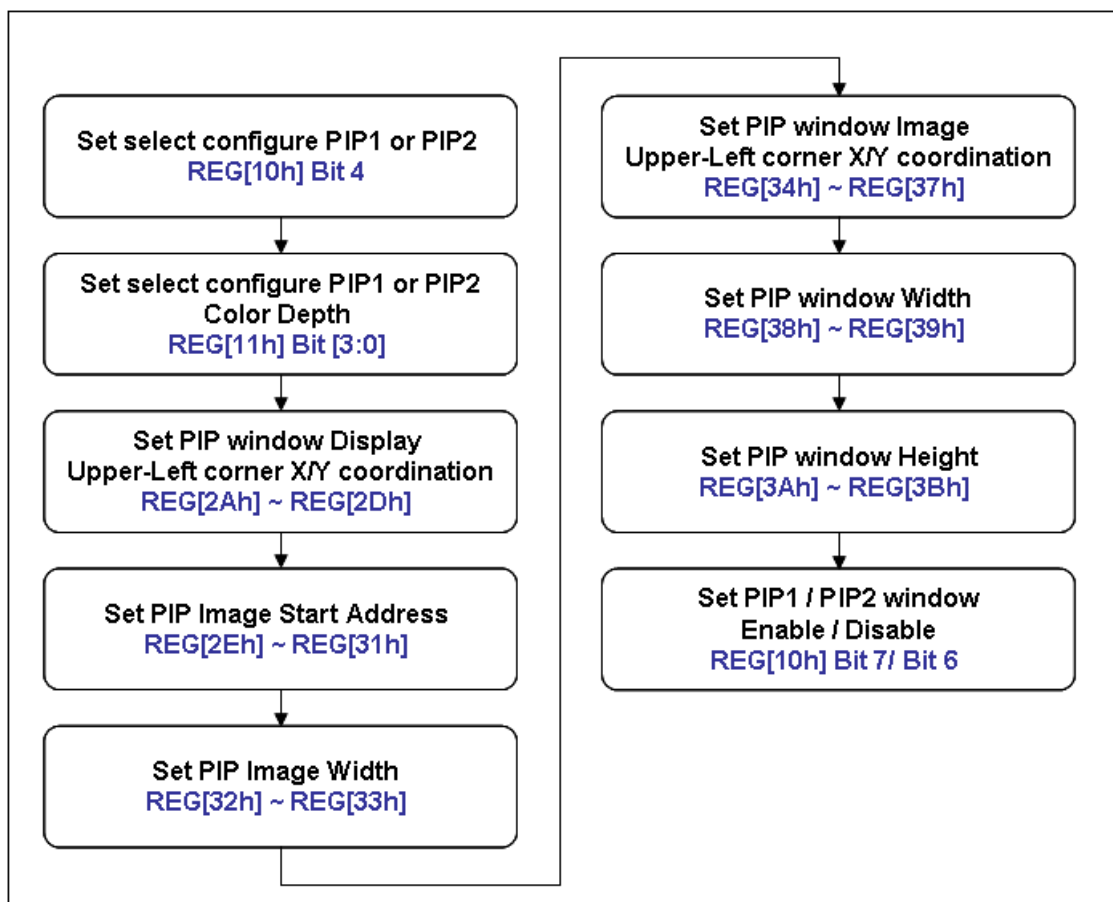 Set select configure PIP1 or PIP2
REG[10h] Bit 4
Set select configure PIP1 or PIP2
Color Depth
REG[11h] Bit [3:0]
Set PIP window Display
Upper-Left corner X/Y coordination
REG[2Ah] ~ REG[2Dh]
Set PIP Image Start Address
REG[2Eh] ~ REG[31h]
Set PIP Image Width
REG[32h] ~ REG[33h]
Set PIP window Image
Upper-Left corner X/Y coordination
REG[34h] ~ REG[37h]
Set PIP window Width
REG[38h] ~ REG[39h]
Set PIP window Height
REG[3Ah] ~ REG[3Bh]
Set PIP1 / PIP2 window
Enable / Disable
REG[10h] Bit 7/ Bit 6